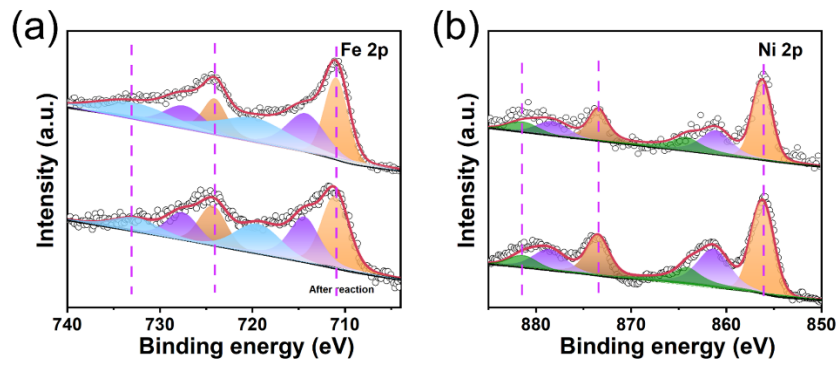 (a)
Fe 2p
Intensity (a.u.)
After reaction
740
730
720
710
Binding energy (eV)
(b)
Ni 2p
Intensity (a.u.)
880
870
860
850
Binding energy (eV)